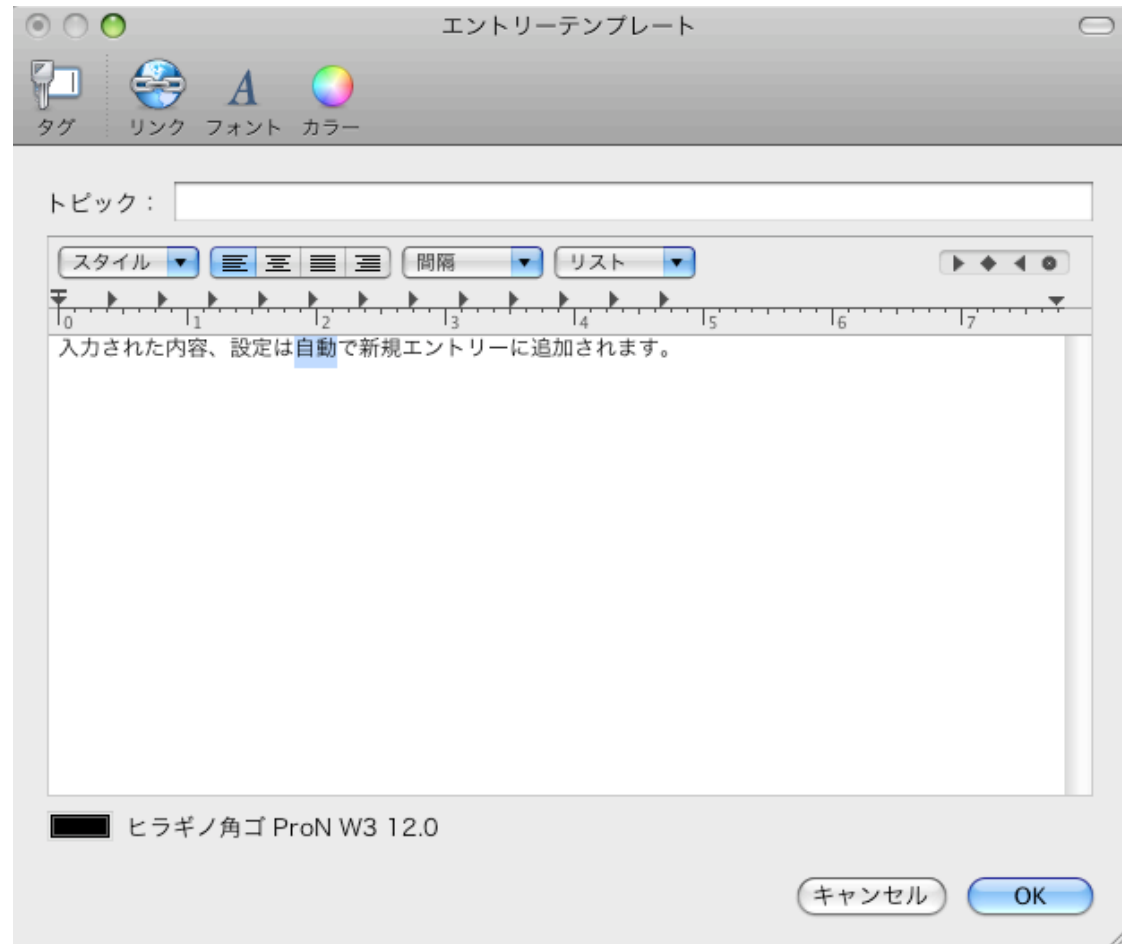 エントリーテンプレート
タグ リンク フォント カラー
トピック：
スタイル 間隔 リスト
0 1 2 3 4 5 6 7
入力された内容、設定は自動で新規エントリーに追加されます。
ヒラギノ角ゴ ProN W3 12.0
キャンセル OK